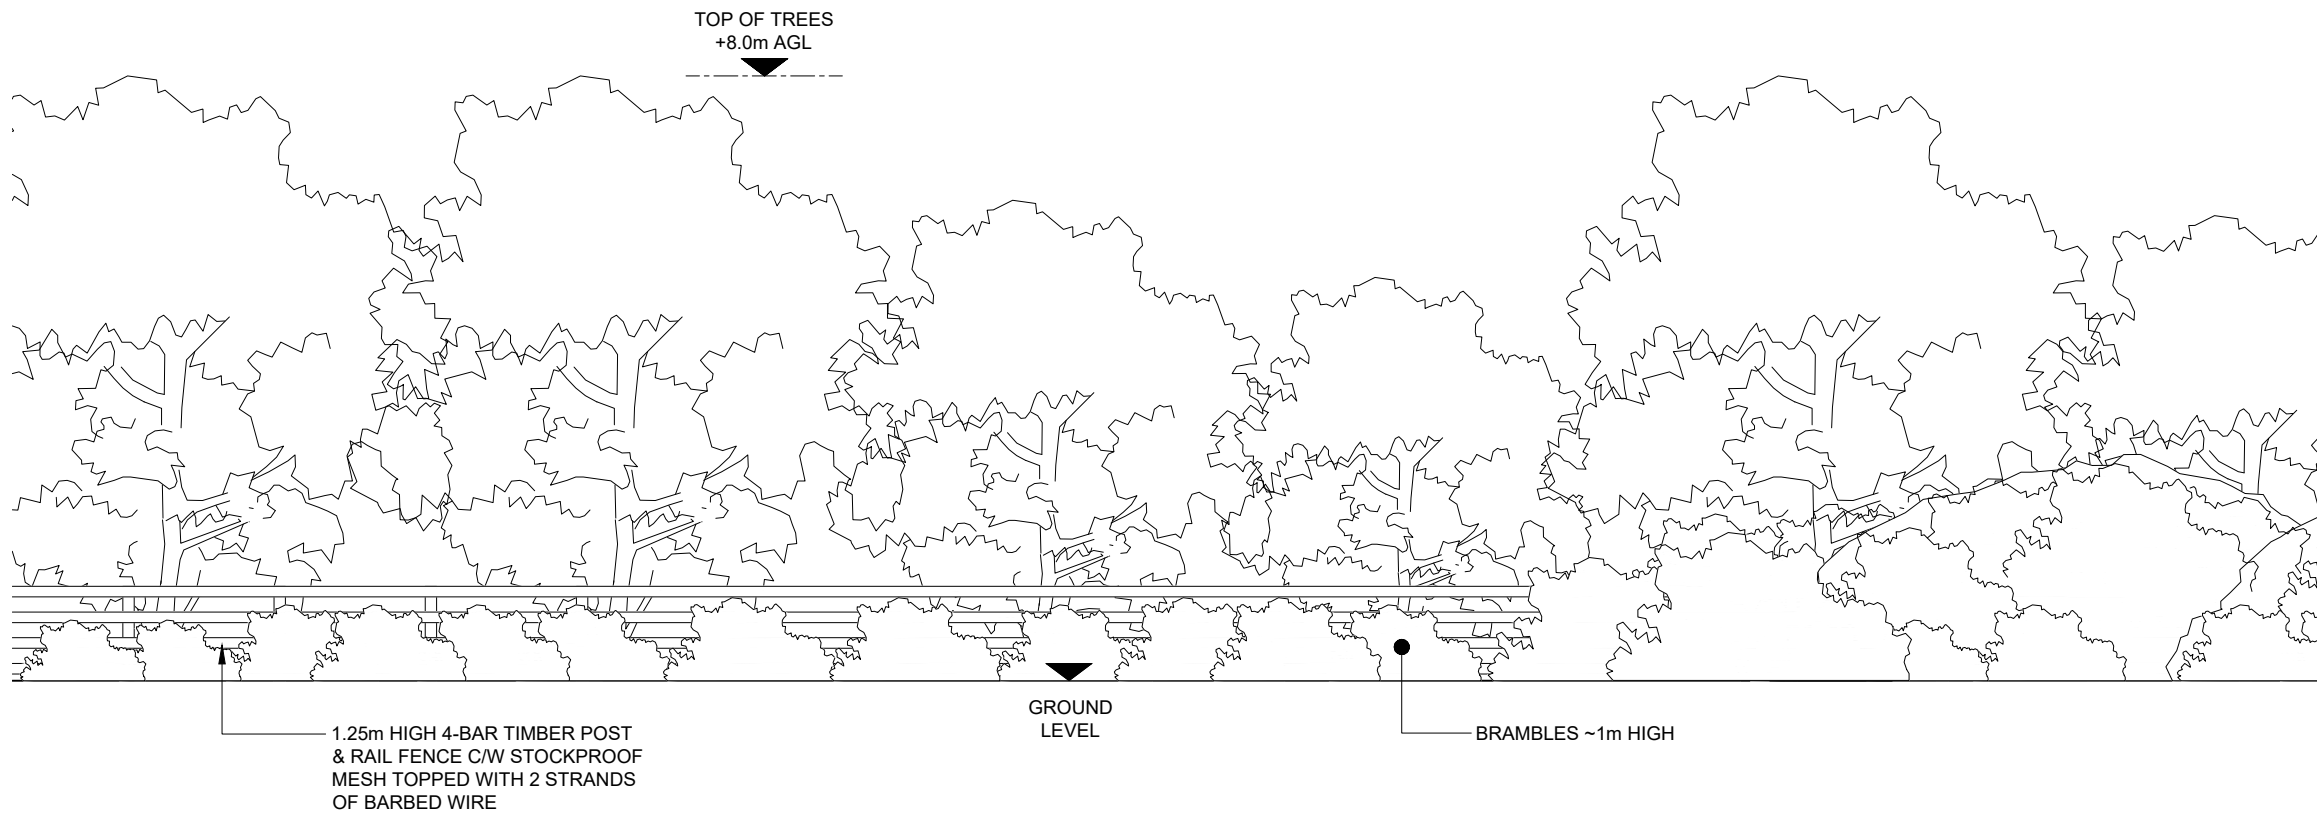 TOP OF TREES
+8.0m AGL
GROUND
LEVEL
1.25m HIGH 4-BAR TIMBER POST
& RAIL FENCE C/W STOCKPROOF
MESH TOPPED WITH 2 STRANDS
OF BARBED WIRE
BRAMBLES ~1m HIGH